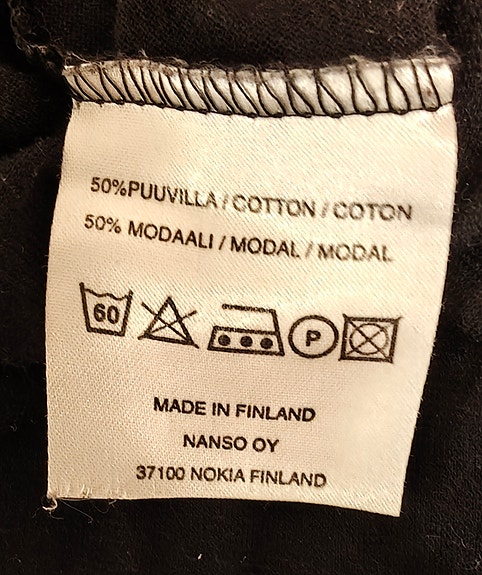 50%PUUVILLA / COTTON / COTON
50% MODAALI / MODAL / MODAL
60 P
MADE IN FINLAND
NANSO OY
37100 NOKIA FINLAND